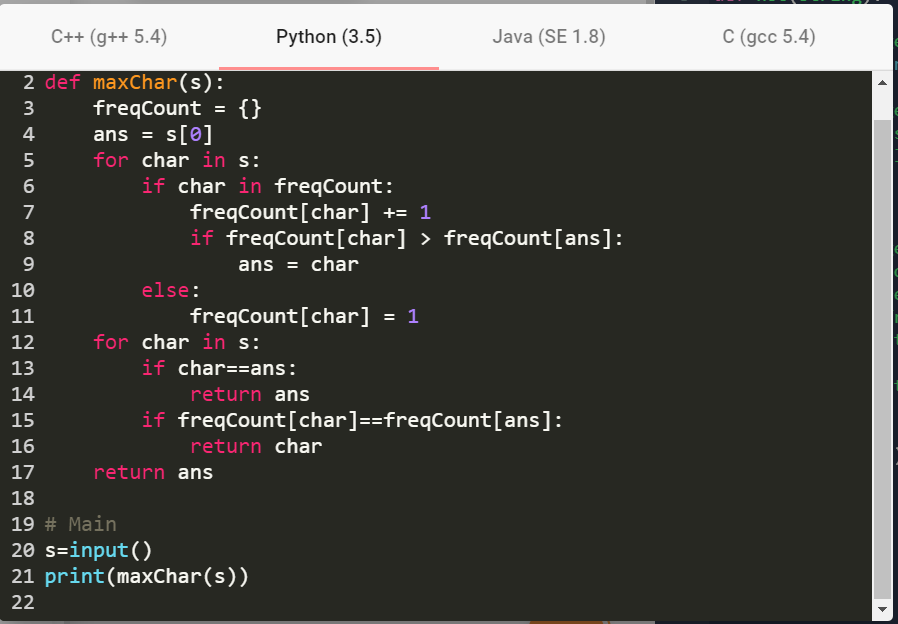 C++ (g++ 5.4) Python (3.5) Java (SE 1.8) C (gcc 5.4)
2 def maxChar(s):
3     freqCount = {}
4     ans = s[0]
5     for char in s:
6         if char in freqCount:
7             freqCount[char] += 1
8             if freqCount[char] > freqCount[ans]:
9                 ans = char
10         else:
11             freqCount[char] = 1
12     for char in s:
13         if char==ans:
14             return ans
15         if freqCount[char]==freqCount[ans]:
16             return char
17     return ans
18
19 # Main
20 s=input()
21 print(maxChar(s))
22